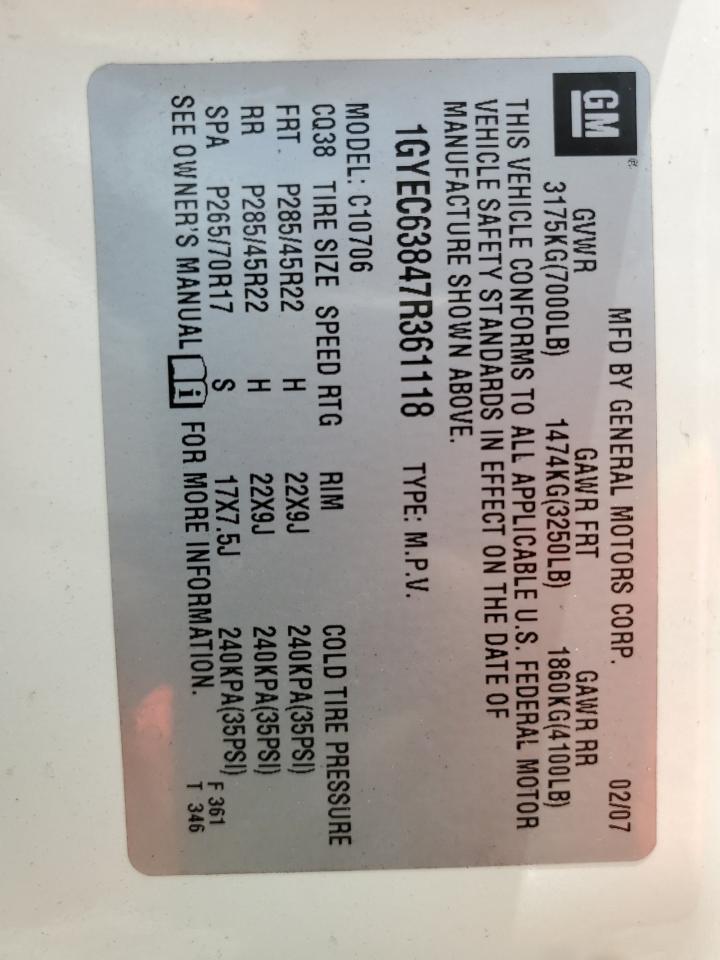 GM®
MFD BY GENERAL MOTORS CORP. 02/07
GVWR GAWR FRT GAWR RR
3175KG(7000LB) 1474KG(3250LB) 1860KG(4100LB)
THIS VEHICLE CONFORMS TO ALL APPLICABLE U.S. FEDERAL MOTOR
VEHICLE SAFETY STANDARDS IN EFFECT ON THE DATE OF
MANUFACTURE SHOWN ABOVE.
1GYEC63847R361118 TYPE: M.P.V.
MODEL: C10706
CQ38 TIRE SIZE SPEED RTG RIM COLD TIRE PRESSURE
FRT. P285/45R22 H 22X9J 240KPA(35PSI)
RR P285/45R22 H 22X9J 240KPA(35PSI)
SPA P265/70R17 S 17X7.5J 240KPA(35PSI)
SEE OWNER'S MANUAL i FOR MORE INFORMATION.
F 361
T 346